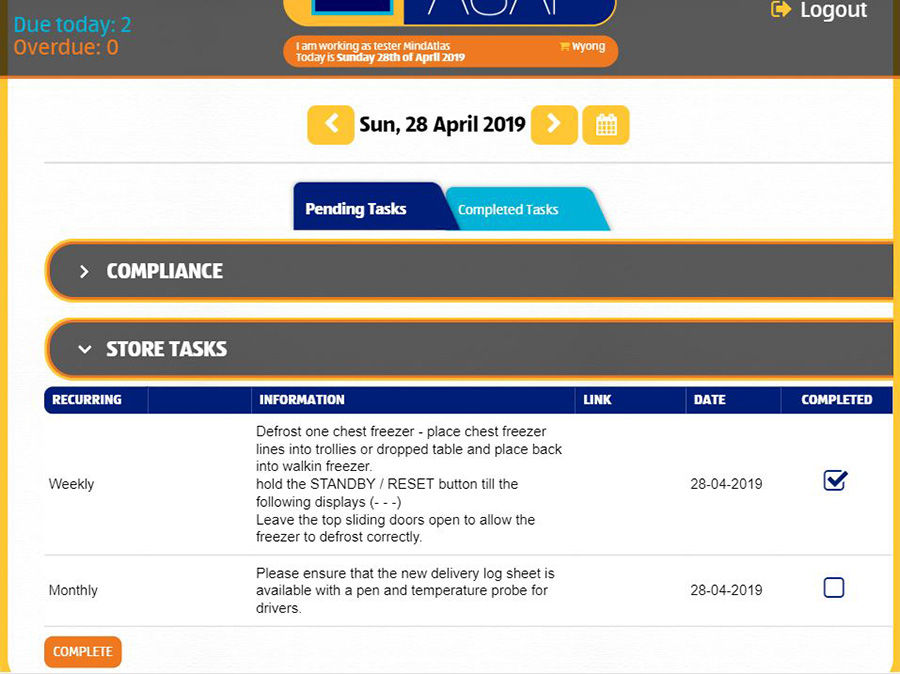 Due today: 2
Overdue: 0
Logout
I am working as tester MindAtlas
Wyong
Today is Sunday 28th of April 2019
Sun, 28 April 2019
Pending Tasks
Completed Tasks
COMPLIANCE
STORE TASKS
RECURRING
INFORMATION
LINK
DATE
COMPLETED
Defrost one chest freezer - place chest freezer
lines into trollies or dropped table and place back
into walkin freezer.
hold the STANDBY / RESET button till the
following displays (- - -)
Leave the top sliding doors open to allow the
freezer to defrost correctly.
Weekly
28-04-2019
Please ensure that the new delivery log sheet is
available with a pen and temperature probe for
drivers.
Monthly
28-04-2019
COMPLETE